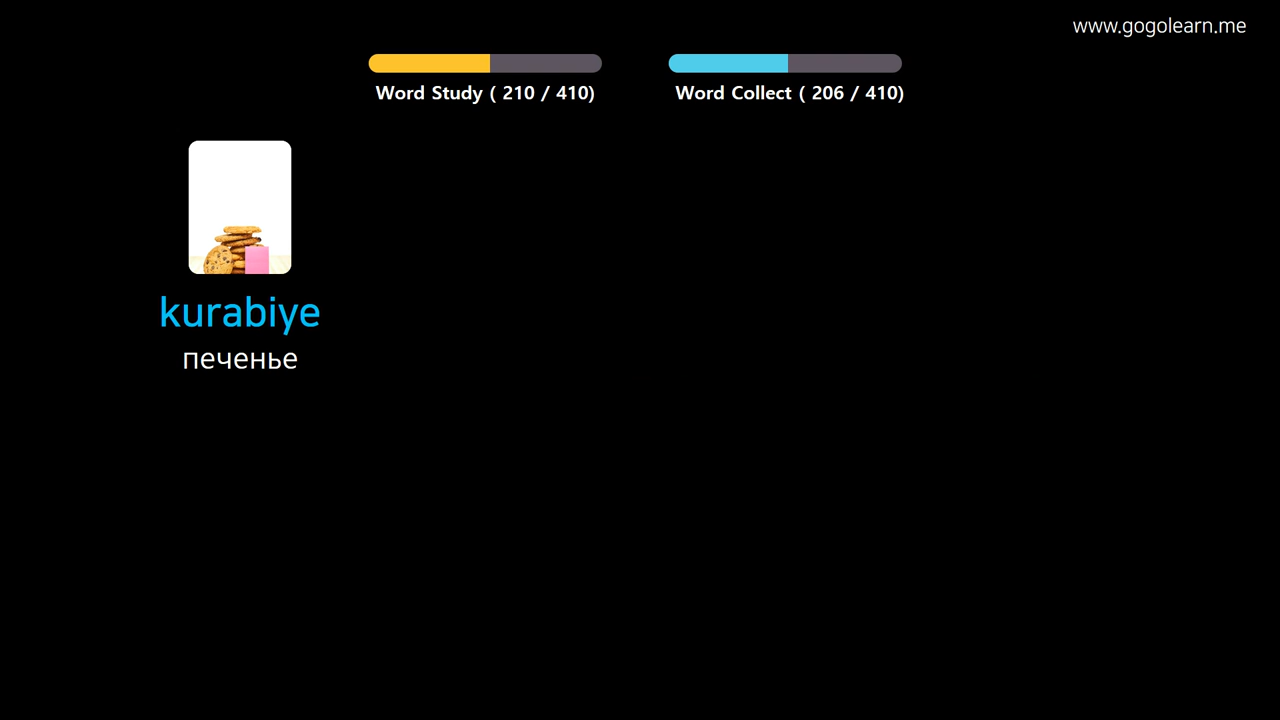 www.gogolearn.me
Word Study ( 210 / 410)
Word Collect ( 206 / 410)
kurabiye
печенье